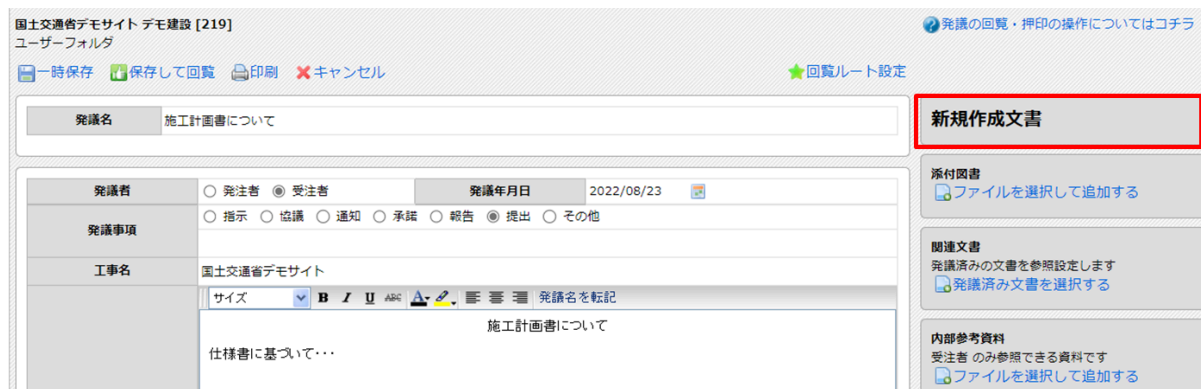 国土交通省デモサイト デモ建設 [219]
発議の回覧・押印の操作についてはコチラ
ユーザーフォルダ
一時保存 保存して回覧 印刷 キャンセル 回覧ルート設定
発議名 施工計画書について
新規作成文書
発議者 発注者 受注者 発議年月日 2022/08/23
発議事項 指示 協議 通知 承諾 報告 提出 その他
工事名 国土交通省デモサイト
サイズ B I U ABC A 発議名を転記
施工計画書について
仕様書に基づいて・・・
添付図書
ファイルを選択して追加する
関連文書
発議済みの文書を参照設定します
発議済み文書を選択する
内部参考資料
受注者 のみ参照できる資料です
ファイルを選択して追加する